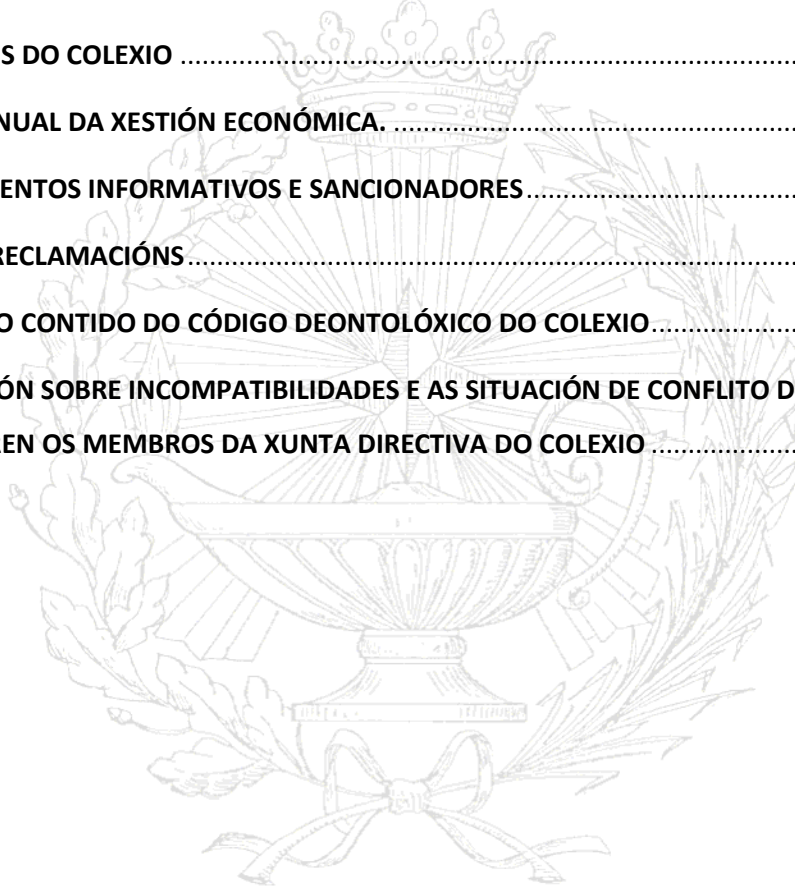 S DO COLEXIO ........................................................................................
NUAL DA XESTIÓN ECONÓMICA. .........................................................
ENTOS INFORMATIVOS E SANCIONADORES.....................................
RECLAMACIÓNS.....................................................................................
O CONTIDO DO CÓDIGO DEONTOLÓXICO DO COLEXIO....................
ÓN SOBRE INCOMPATIBILIDADES E AS SITUACIÓN DE CONFLITO D
REN OS MEMBROS DA XUNTA DIRECTIVA DO COLEXIO ....................